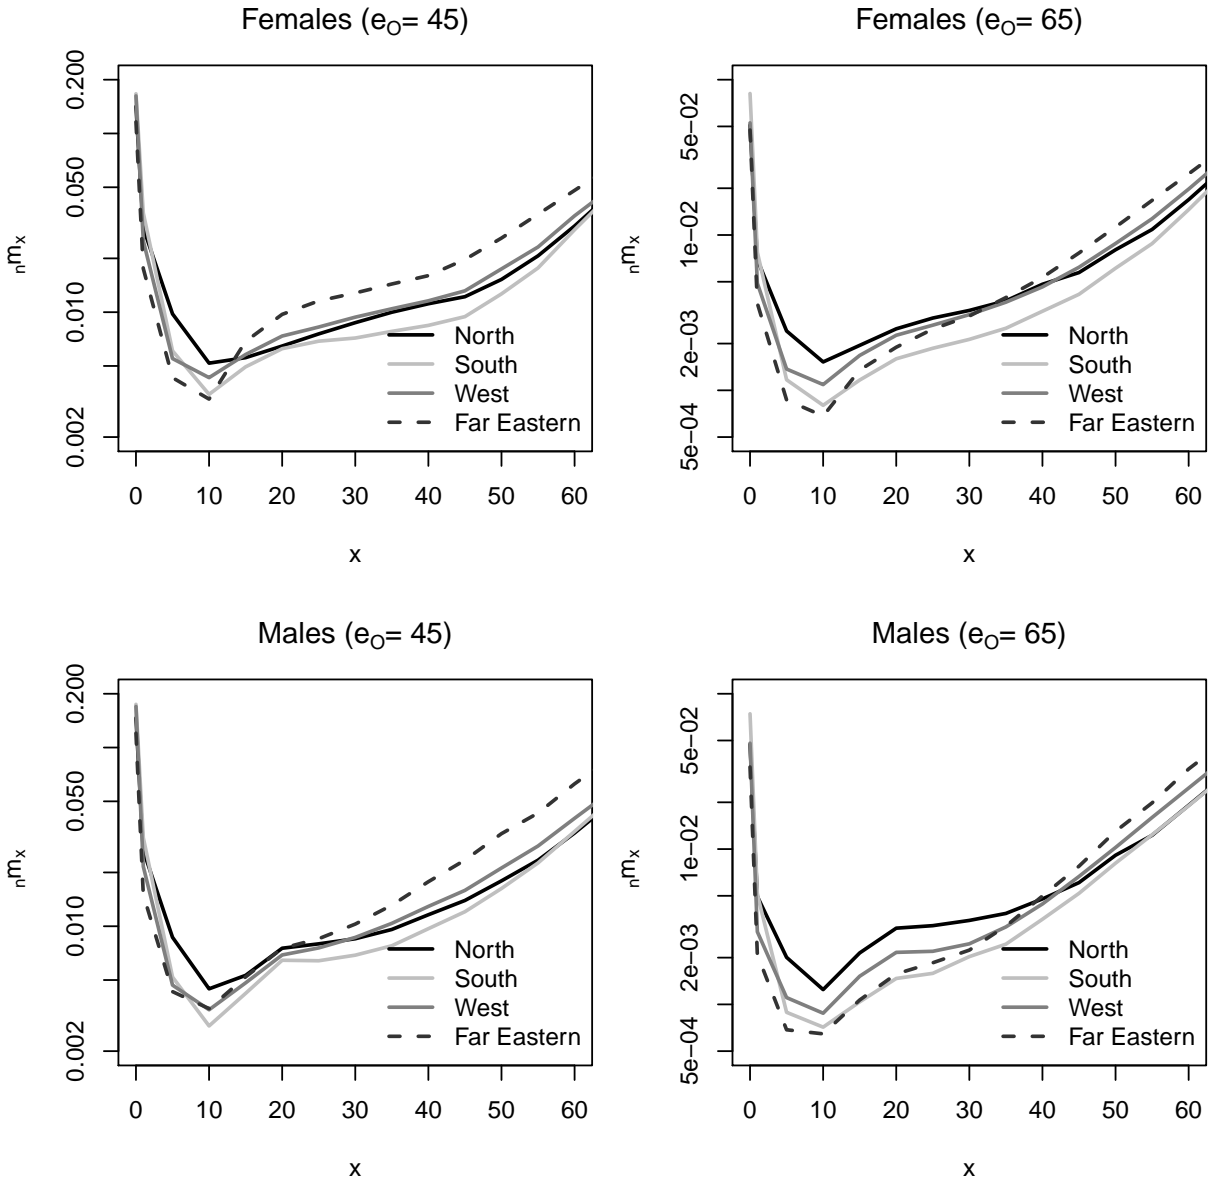 Females (eO= 45)
0.200
0.050
0.010
0.002
nmx
North
South
West
Far Eastern
0 10 20 30 40 50 60
x
Females (eO= 65)
5e−02
1e−02
2e−03
5e−04
nmx
North
South
West
Far Eastern
0 10 20 30 40 50 60
x
Males (eO= 45)
0.200
0.050
0.010
0.002
nmx
North
South
West
Far Eastern
0 10 20 30 40 50 60
x
Males (eO= 65)
5e−02
1e−02
2e−03
5e−04
nmx
North
South
West
Far Eastern
0 10 20 30 40 50 60
x